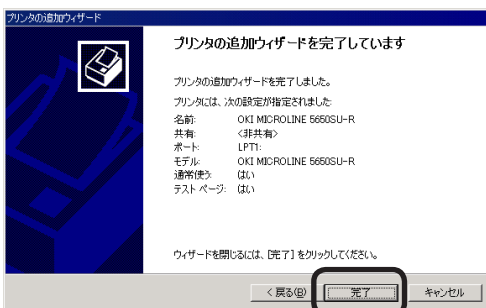 プリンタの追加ウィザード
プリンタの追加ウィザードを完了しています
プリンタの追加ウィザードを完了しました。
プリンタには、次の設定が指定されました:
名前: OKI MICROLINE 5650SU-R
共有: <非共有>
ポート: LPT1:
モデル: OKI MICROLINE 5650SU-R
通常使う: はい
テスト ページ: はい
ウィザードを閉じるには、[完了] をクリックしてください。
< 戻る(B) 完了 キャンセル